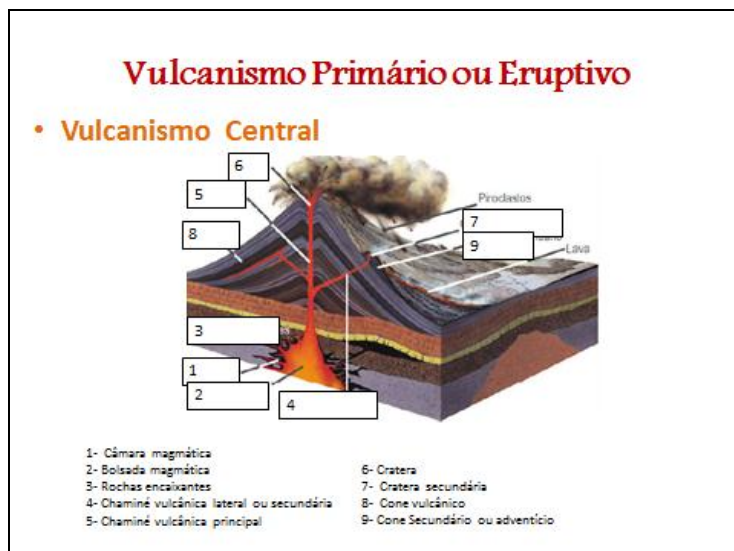 Vulcanismo Primário ou Eruptivo
• Vulcanismo Central
6
5
Piroclastos
7
8
9
Lava
3
1
2
4
1- Câmara magmática
2- Bolsada magmática
3- Rochas encaixantes
4- Chaminé vulcânica lateral ou secundária
5- Chaminé vulcânica principal
6- Cratera
7- Cratera secundária
8- Cone vulcânico
9- Cone Secundário ou adventício